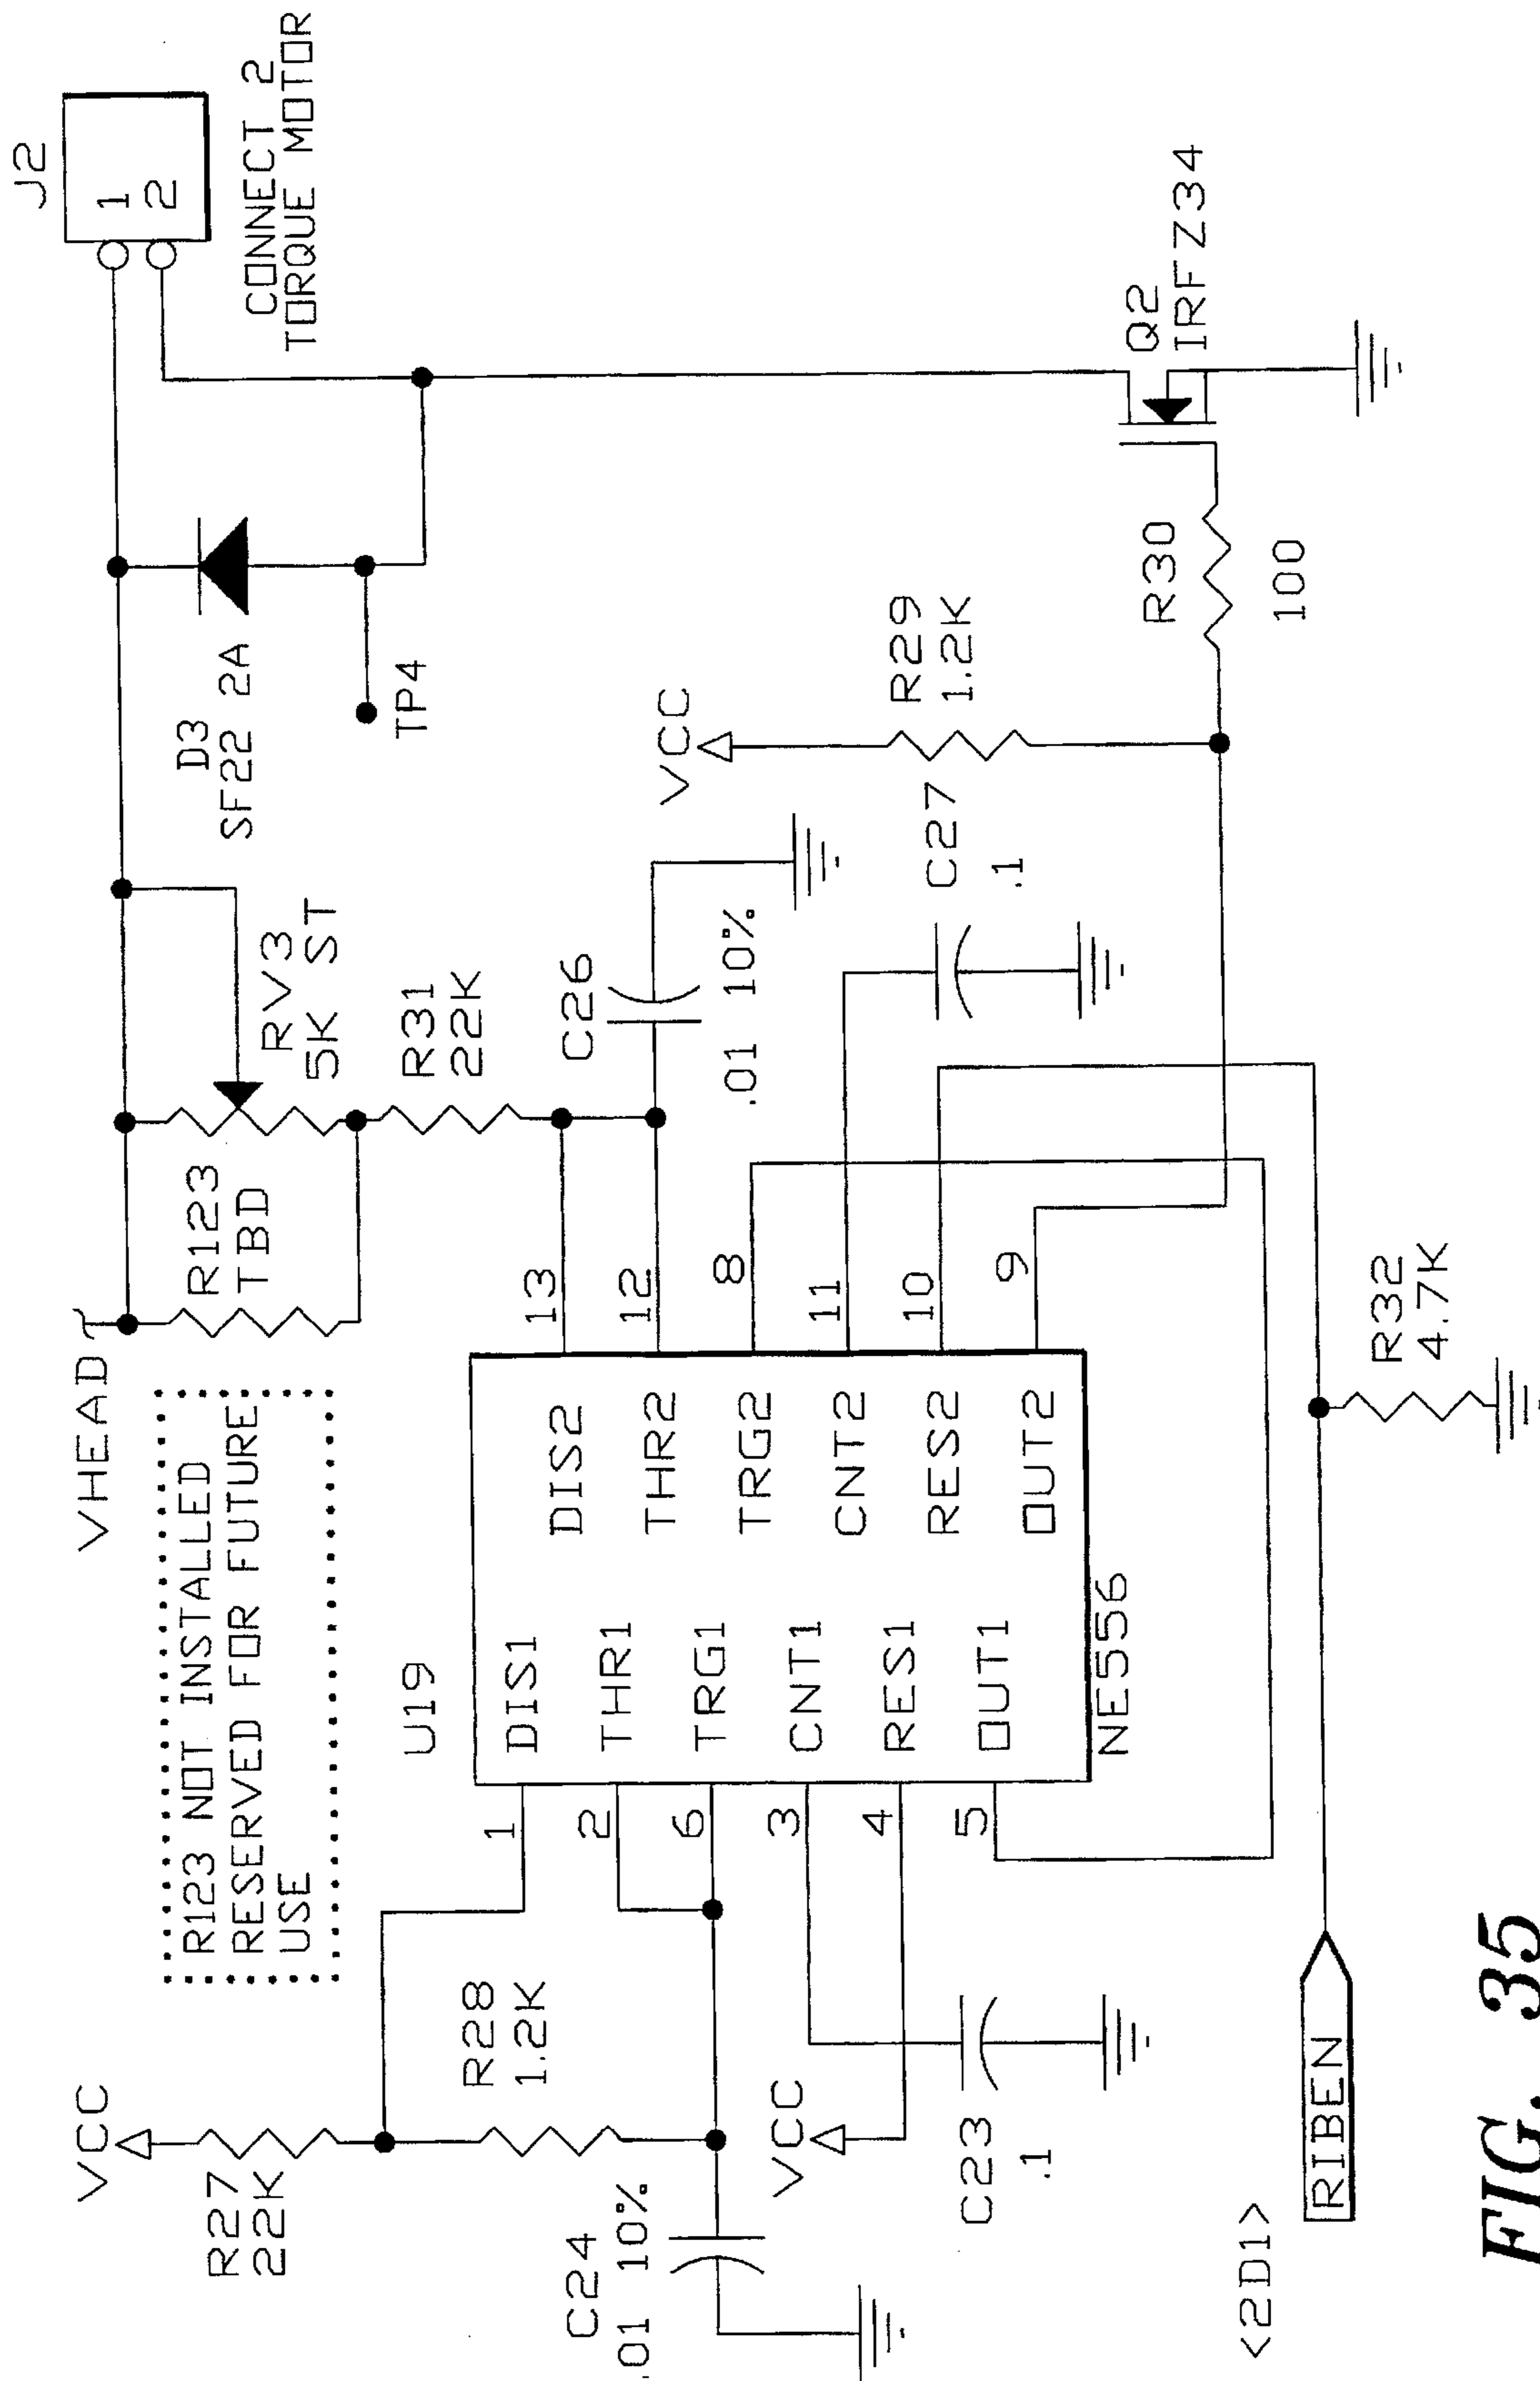 VHEAD
J2
1
2
CONNECT 2
TORQUE MOTOR
R123 NOT INSTALLED
RESERVED FOR FUTURE
USE
R123
TBD
RV3
5K ST
D3
SF22 2A
TP4
VCC
R27
22K
R28
1.2K
C24
.01 10%
VCC
C23
.1
U19
DIS1
THR1
TRG1
CNT1
RES1
OUT1
DIS2
THR2
TRG2
CNT2
RES2
OUT2
NE556
1
2
6
3
4
5
13
12
8
11
10
9
R31
22K
C26
.01 10%
C27
.1
VCC
R29
1.2K
R30
100
Q2
IRFZ34
R32
4.7K
<2D1>
RIBEN
FIG. 35